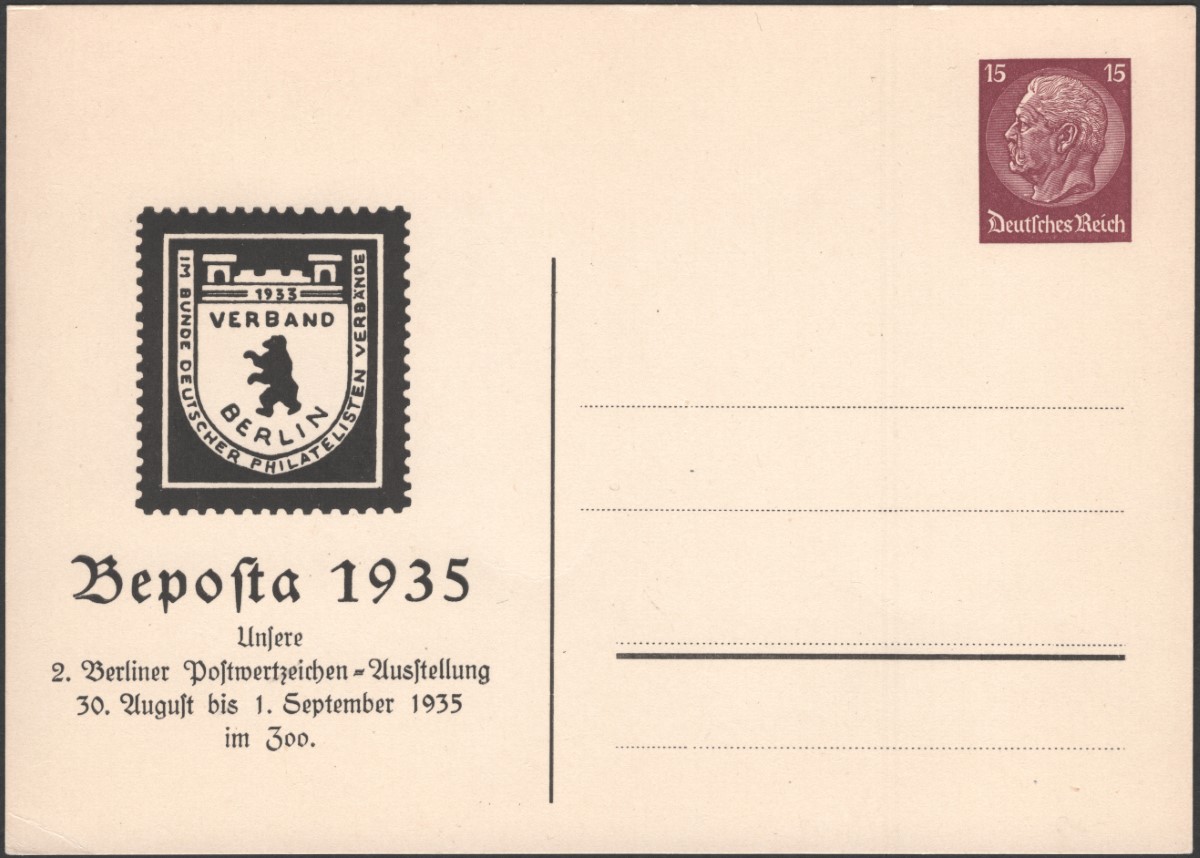 15 15
Deutsches Reich
IM BUNDE DEUTSCHER PHILATELISTEN VERBÄNDE
1933
VERBAND
BERLIN
Beposta 1935
Unsere
2. Berliner Postwertzeichen-Ausstellung
30. August bis 1. September 1935
im Zoo.